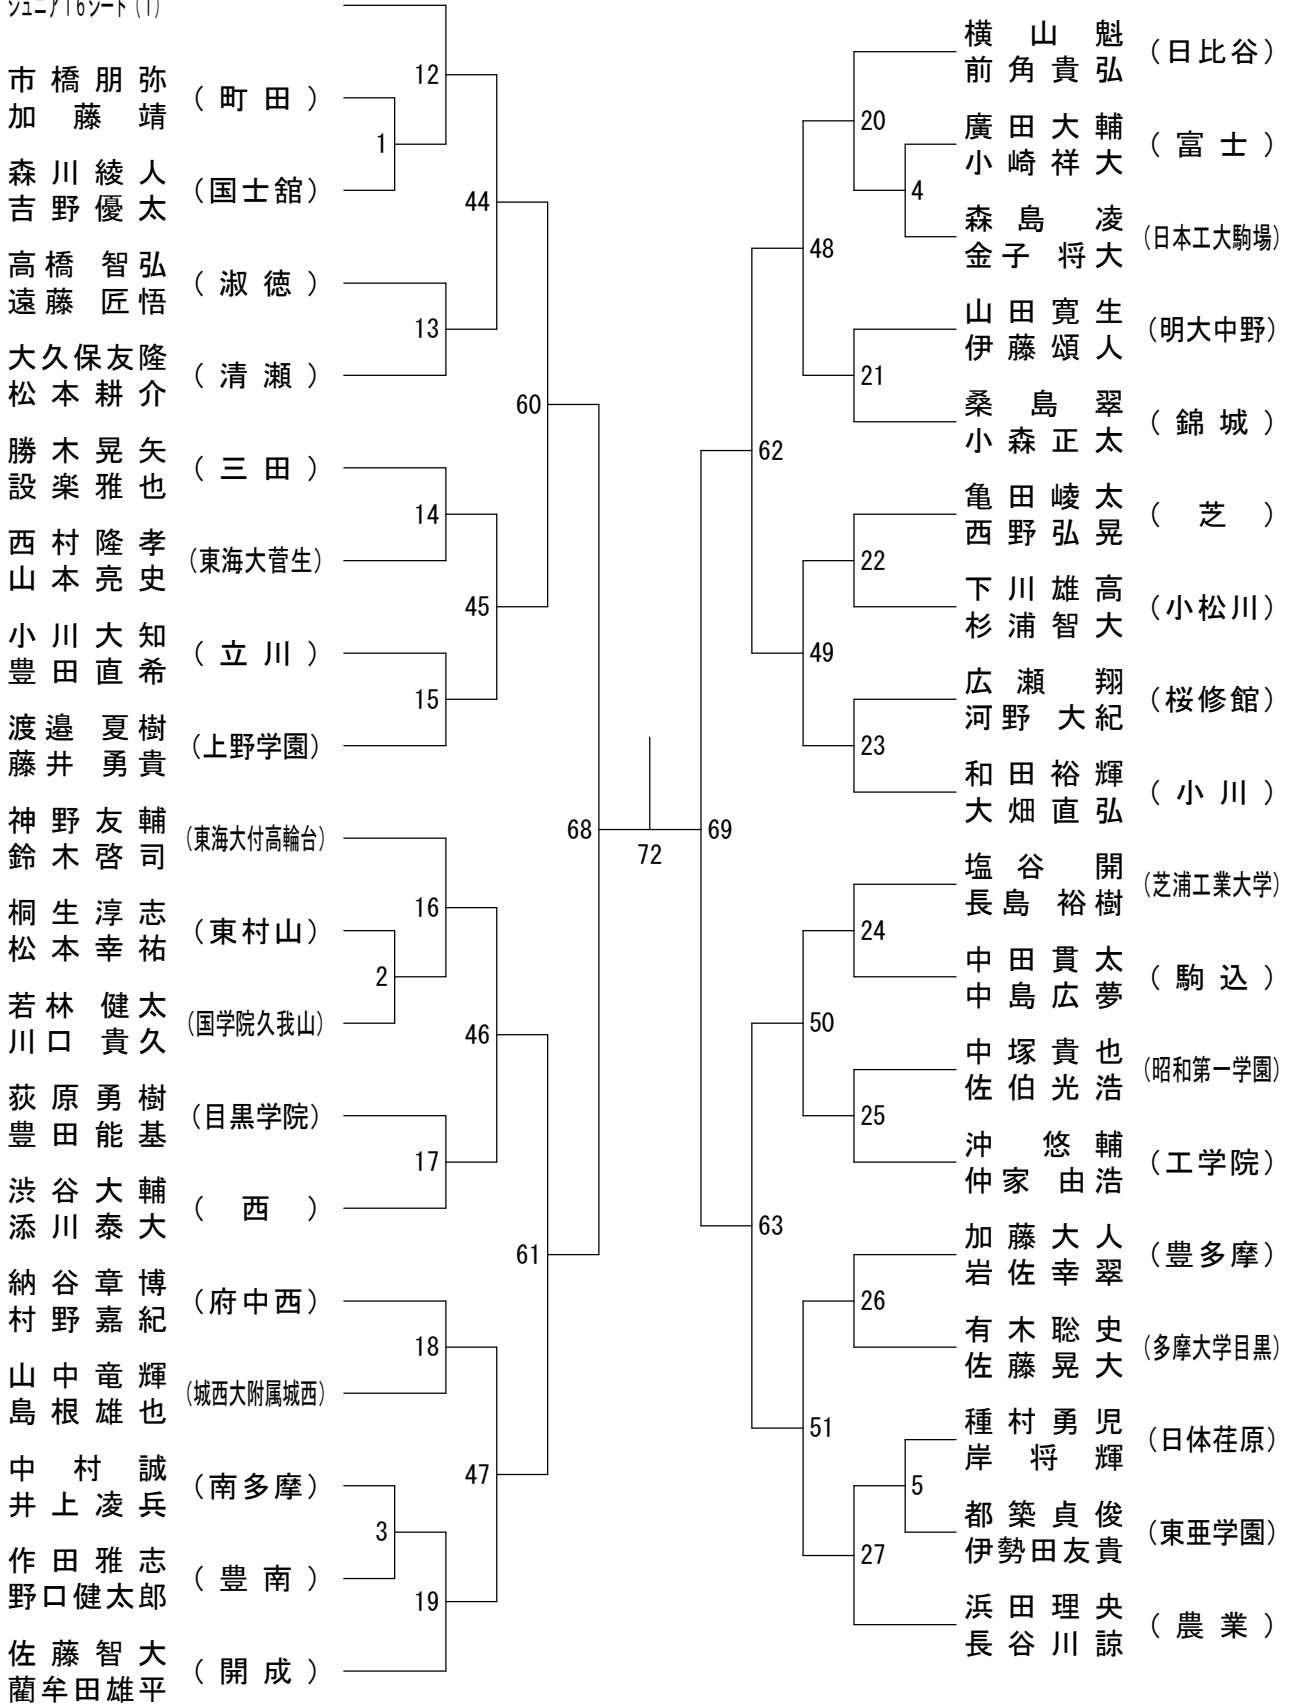 ジュニア16シード(1)
市橋朋弥
加藤靖
(町田)
森川綾人
吉野優太
(国士舘)
高橋智弘
遠藤匠悟
(淑徳)
大久保友隆
松本耕介
(清瀬)
勝木晃矢
設楽雅也
(三田)
西村隆孝
山本亮史
(東海大菅生)
小川大知
豊田直希
(立川)
渡邉夏樹
藤井勇貴
(上野学園)
神野友輔
鈴木啓司
(東海大付高輪台)
桐生淳志
松本幸祐
(東村山)
若林健太
川口貴久
(国学院久我山)
荻原勇樹
豊田能基
(目黒学院)
渋谷大輔
添川泰大
(西)
納谷章博
村野嘉紀
(府中西)
山中竜輝
島根雄也
(城西大附属城西)
中村誠
井上凌兵
(南多摩)
作田雅志
野口健太郎
(豊南)
佐藤智大
藺牟田雄平
(開成)
12
1
44
13
60
14
45
15
68
16
2
46
17
61
18
47
3
19
72
69
20
4
48
21
62
22
49
23
24
50
25
63
26
51
5
27
横山魁
前角貴弘
(日比谷)
廣田大輔
小崎祥大
(富士)
森島凌
金子将大
(日本工大駒場)
山田寛生
伊藤頌人
(明大中野)
桑島翠
小森正太
(錦城)
亀田崚太
西野弘晃
(芝)
下川雄高
杉浦智大
(小松川)
広瀬翔
河野大紀
(桜修館)
和田裕輝
大畑直弘
(小川)
塩谷開
長島裕樹
(芝浦工業大学)
中田貫太
中島広夢
(駒込)
中塚貴也
佐伯光浩
(昭和第一学園)
沖悠輔
仲家由浩
(工学院)
加藤大人
岩佐幸翠
(豊多摩)
有木聡史
佐藤晃大
(多摩大学目黒)
種村勇児
岸将輝
(日体荏原)
都築貞俊
伊勢田友貴
(東亜学園)
浜田理央
長谷川諒
(農業)